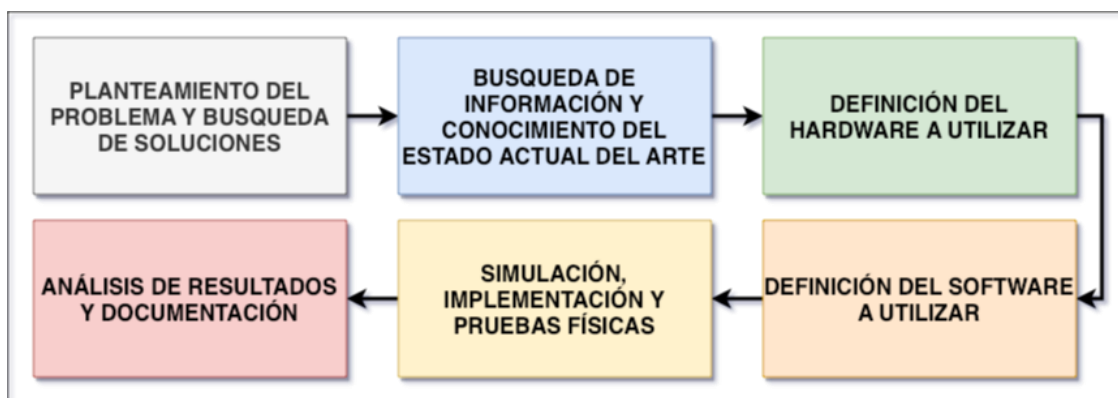 PLANTEAMIENTO DEL
PROBLEMA Y BUSQUEDA
DE SOLUCIONES
BUSQUEDA DE
INFORMACIÓN Y
CONOCIMIENTO DEL
ESTADO ACTUAL DEL ARTE
DEFINICIÓN DEL
HARDWARE A UTILIZAR
DEFINICIÓN DEL SOFTWARE
A UTILIZAR
SIMULACIÓN,
IMPLEMENTACIÓN Y
PRUEBAS FÍSICAS
ANÁLISIS DE RESULTADOS
Y DOCUMENTACIÓN